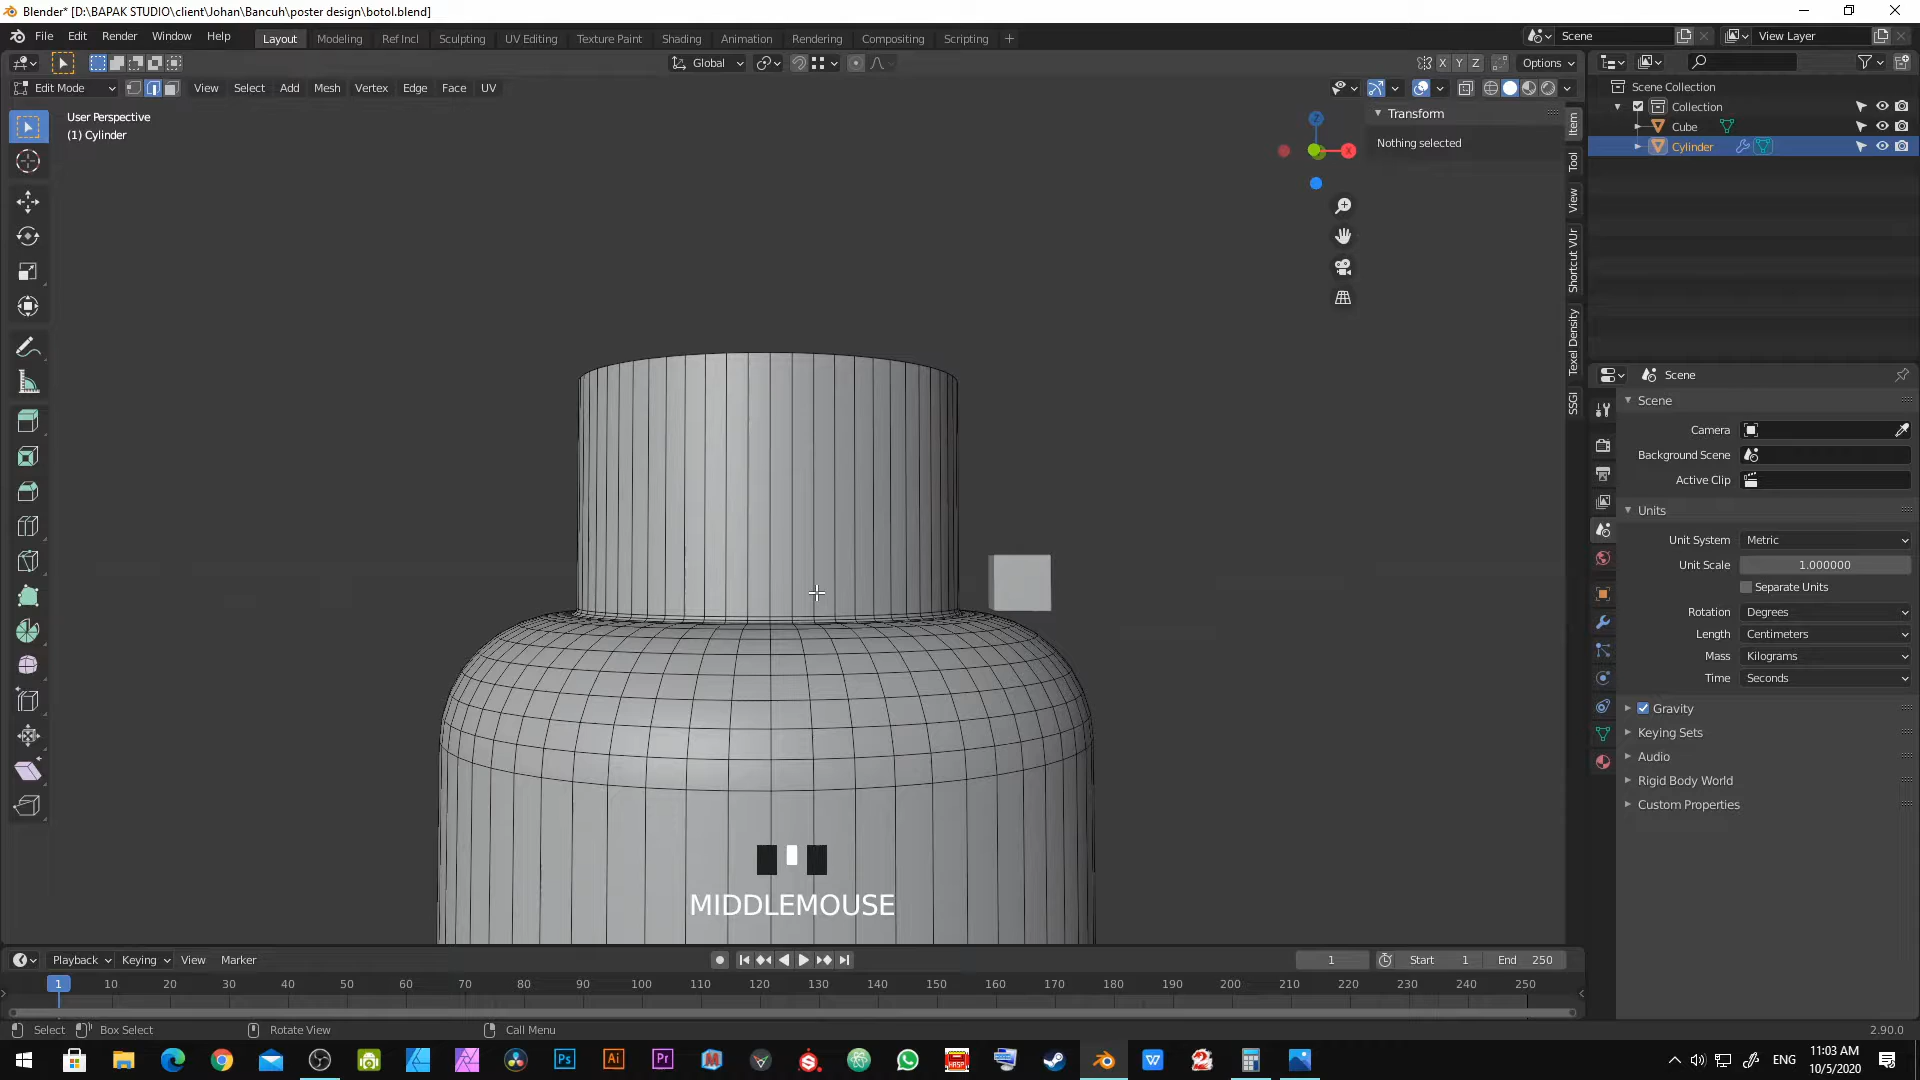 Blender* [D:\BAPAK STUDIO\client\Johan\Bancuh\poster design\botol.blend]
File Edit Render Window Help Layout Modeling Ref Incl Sculpting UV Editing Texture Paint Shading Animation Rendering Compositing Scripting Scene View Layer
Global X Y Z Options
Edit Mode View Select Add Mesh Vertex Edge Face UV
Scene Collection
Collection
Cube
Cylinder
User Perspective
(1) Cylinder
Transform
Nothing selected
X
Z
Item
Tool
View
Shortcut VUr
Texel Density
SSGI
Scene
Scene
Camera
Background Scene
Active Clip
Units
Unit System Metric
Unit Scale 1.000000
Separate Units
Rotation Degrees
Length Centimeters
Mass Kilograms
Time Seconds
Gravity
Keying Sets
Audio
Rigid Body World
Custom Properties
MIDDLEMOUSE
Playback Keying View Marker 1 Start 1 End 250
1 10 20 30 40 50 60 70 80 90 100 110 120 130 140 150 160 170 180 190 200 210 220 230 240 250
Select Box Select Rotate View Call Menu 2.90.0
Ps Ai Pr ENG 11:03 AM
10/5/2020